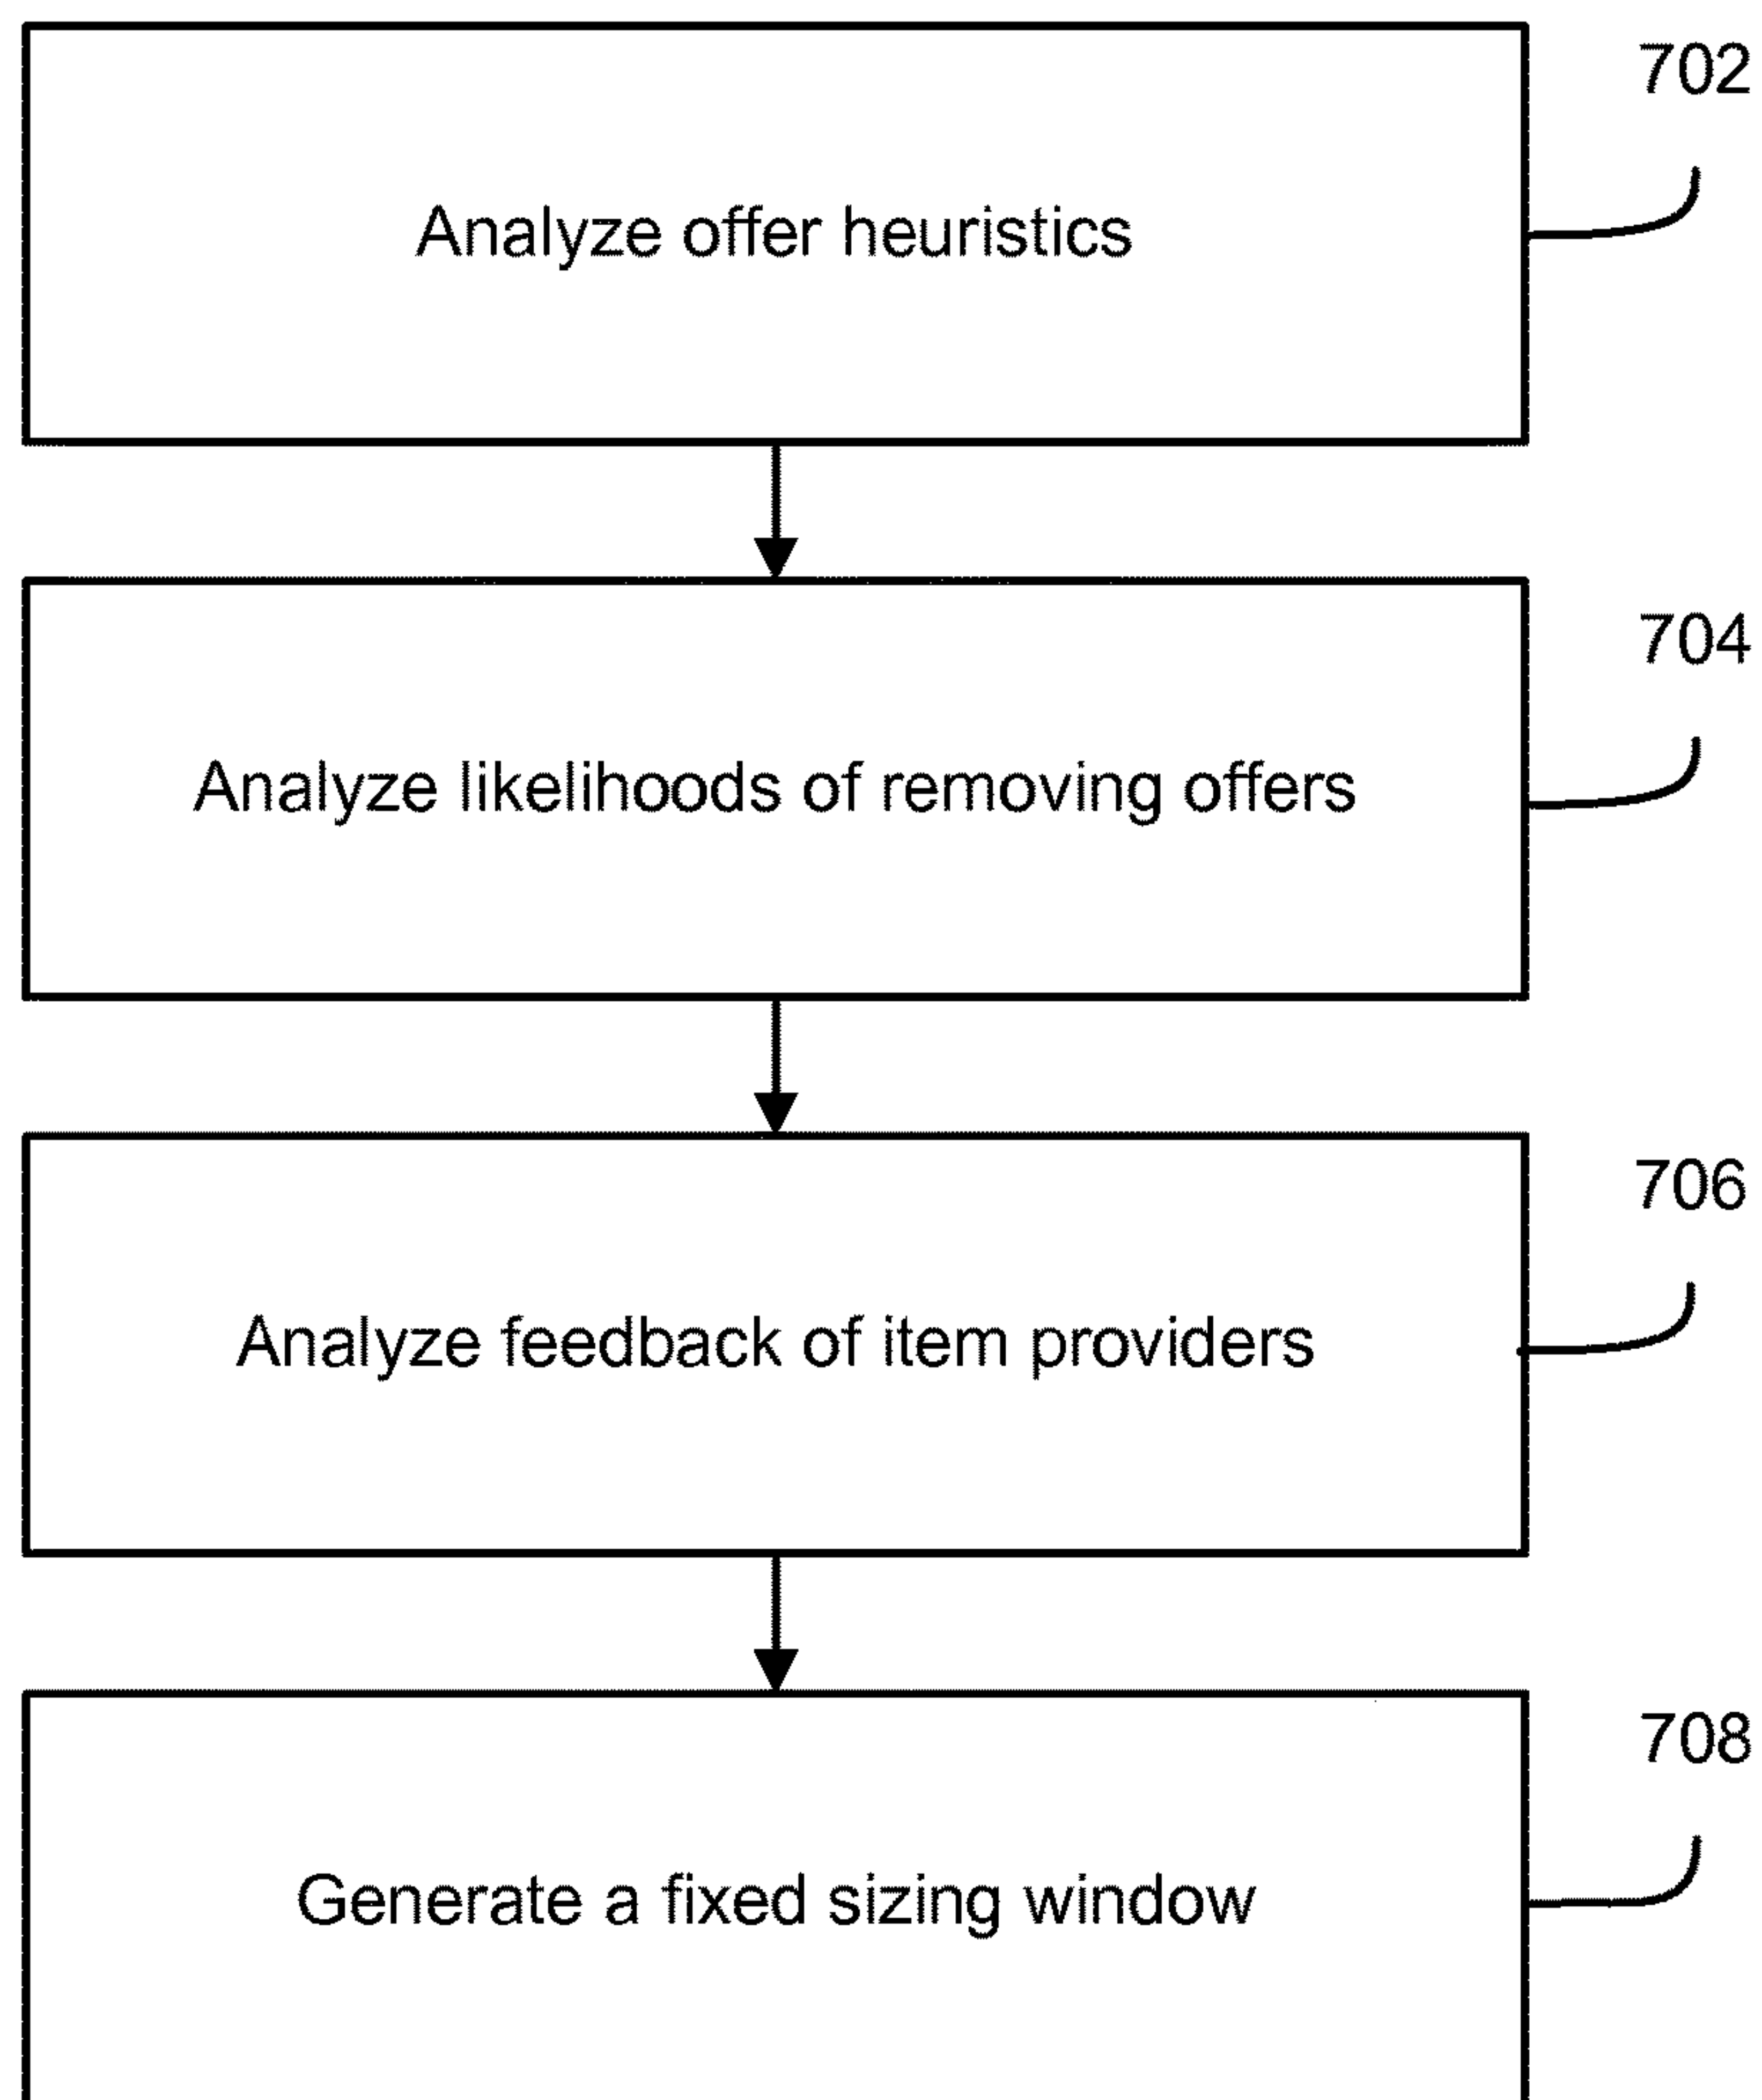 702
Analyze offer heuristics
704
Analyze likelihoods of removing offers
706
Analyze feedback of item providers
708
Generate a fixed sizing window